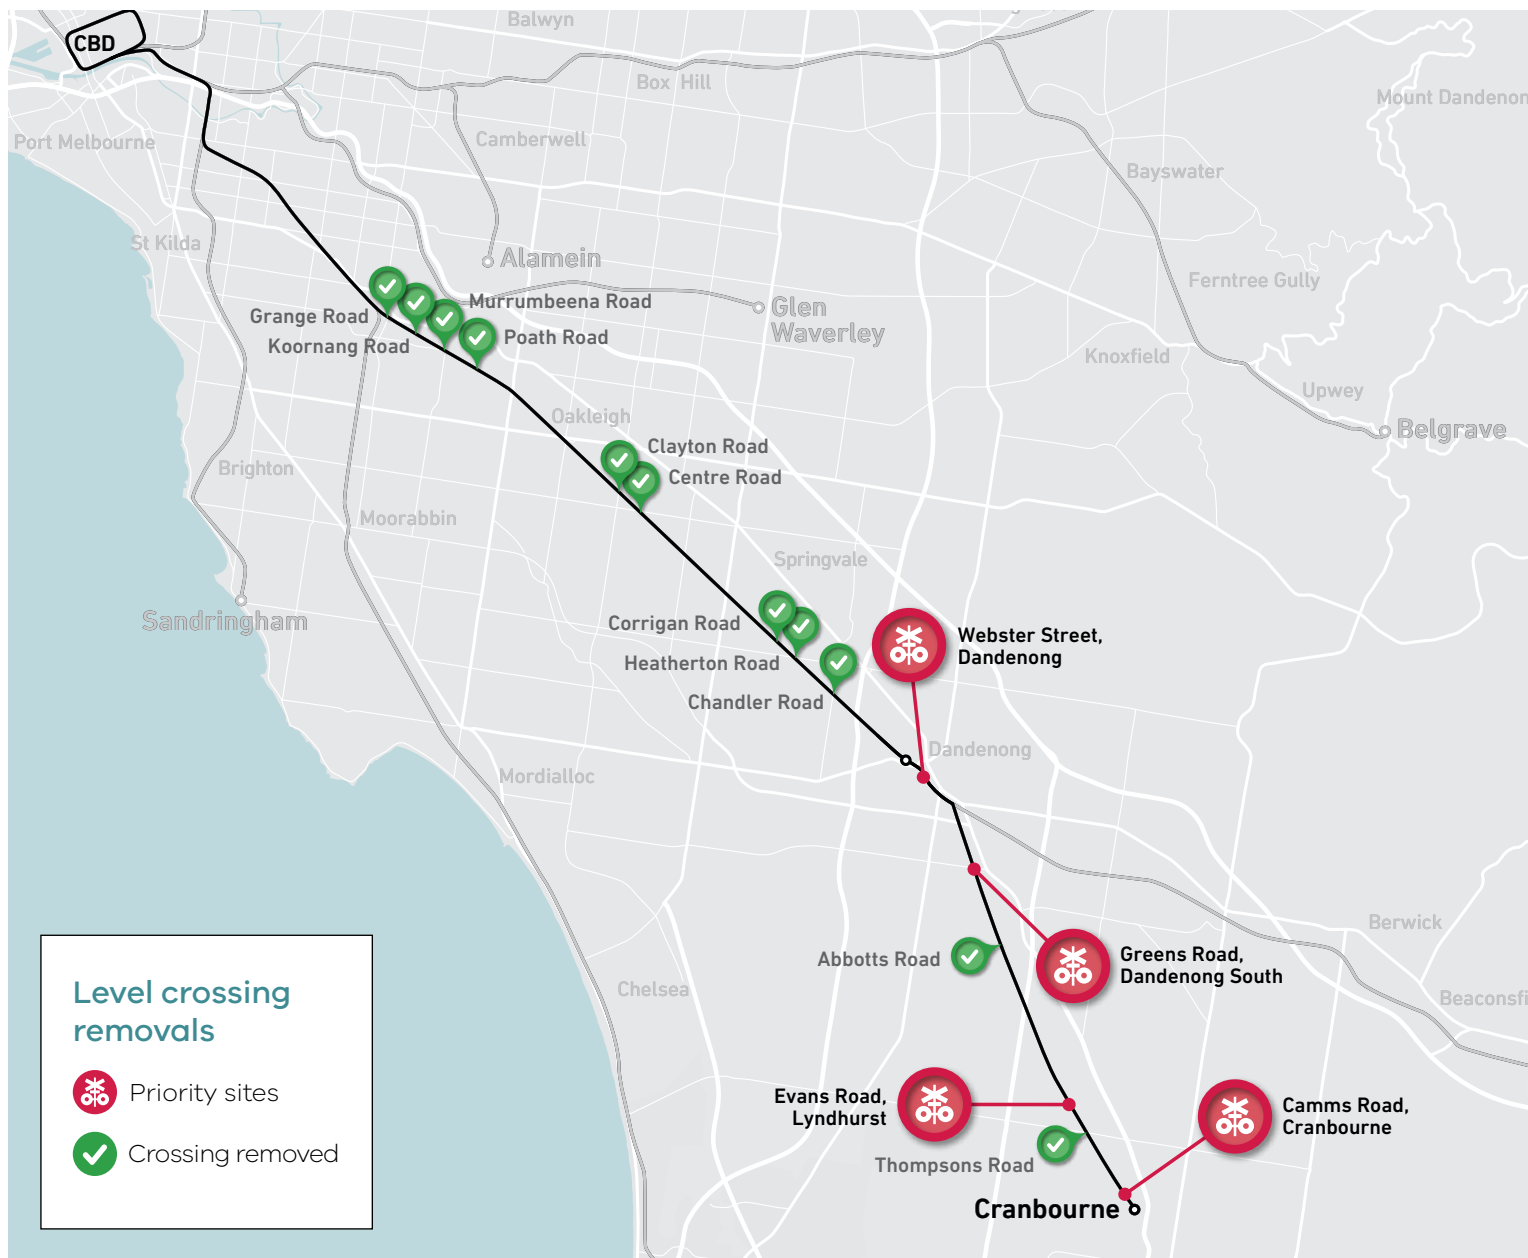 Balwyn
CBD
Box Hill
Mount Dandenon
Port Melbourne
Camberwell
Bayswater
St Kilda
Alamein
Ferntree Gully
Murrumbeena Road
Glen
Waverley
Grange Road
Poath Road
Koornang Road
Knoxfield
Upwey
Oakleigh
Belgrave
Clayton Road
Brighton
Centre Road
Moorabbin
Springvale
Sandringham
Corrigan Road
Webster Street,
Dandenong
Heatherton Road
Chandler Road
Dandenong
Mordialloc
Berwick
Abbotts Road
Greens Road,
Dandenong South
Chelsea
Beaconsfi
Level crossing
removals
Priority sites
Crossing removed
Evans Road,
Lyndhurst
Camms Road,
Cranbourne
Thompsons Road
Cranbourne